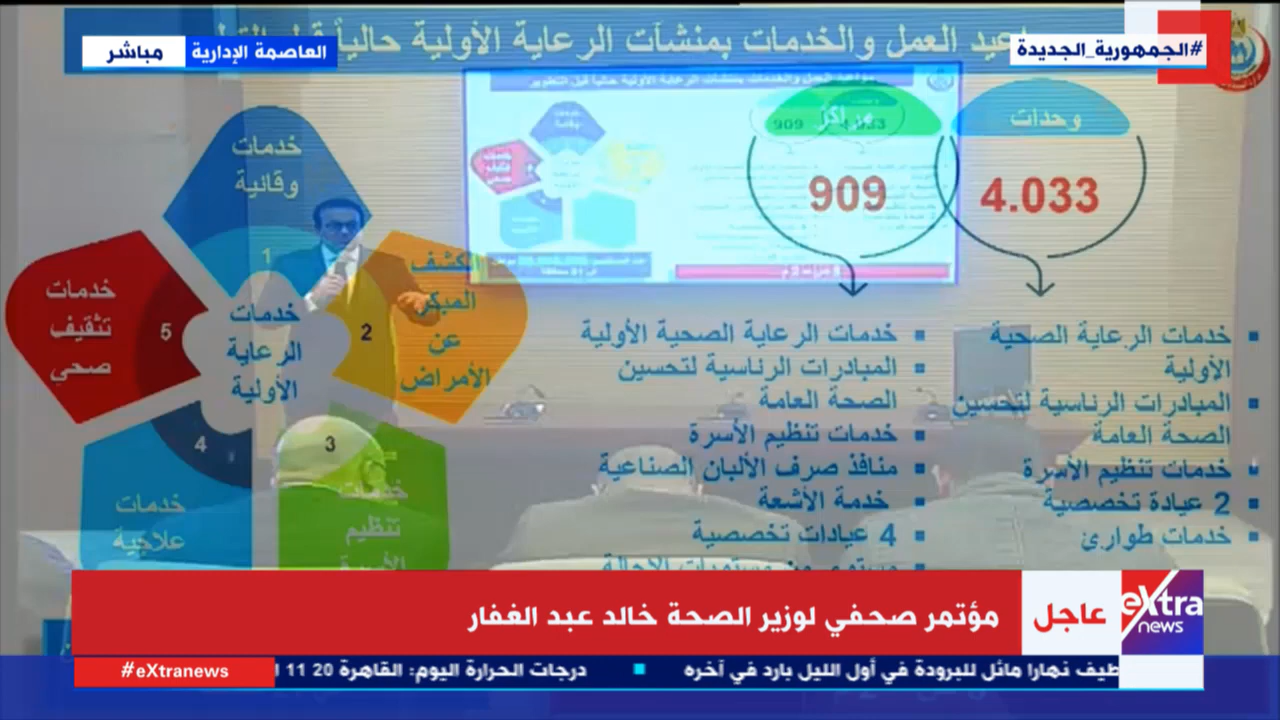 عيد العمل والخدمات بمنشآت الرعاية الأولية حالياً
#الجمهورية_الجديدة
العاصمة الإدارية
مباشر
وحدات
4.033
خدمات الرعاية الصحية
الأولية
المبادرات الرئاسية لتحسين
الصحة العامة
خدمات تنظيم الأسرة
2 عيادة تخصصية
خدمات طوارئ
مراكز
909
خدمات الرعاية الصحية الأولية
المبادرات الرئاسية لتحسين
الصحة العامة
خدمات تنظيم الأسرة
منافذ صرف الألبان الصناعية
خدمة الأشعة
4 عيادات تخصصية
خدمات
وقائية
1
الكشف
المبكر
عن
الأمراض
2
خدمات
تنظيم
الأسرة
3
خدمات
علاجية
4
خدمات
تثقيف
صحي
5
خدمات
الرعاية
الأولية
عاجل
مؤتمر صحفي لوزير الصحة خالد عبد الغفار
eXtra
news
طيف نهارا مائل للبرودة في أول الليل بارد في آخره
درجات الحرارة اليوم: القاهرة 20 11
#eXtranews